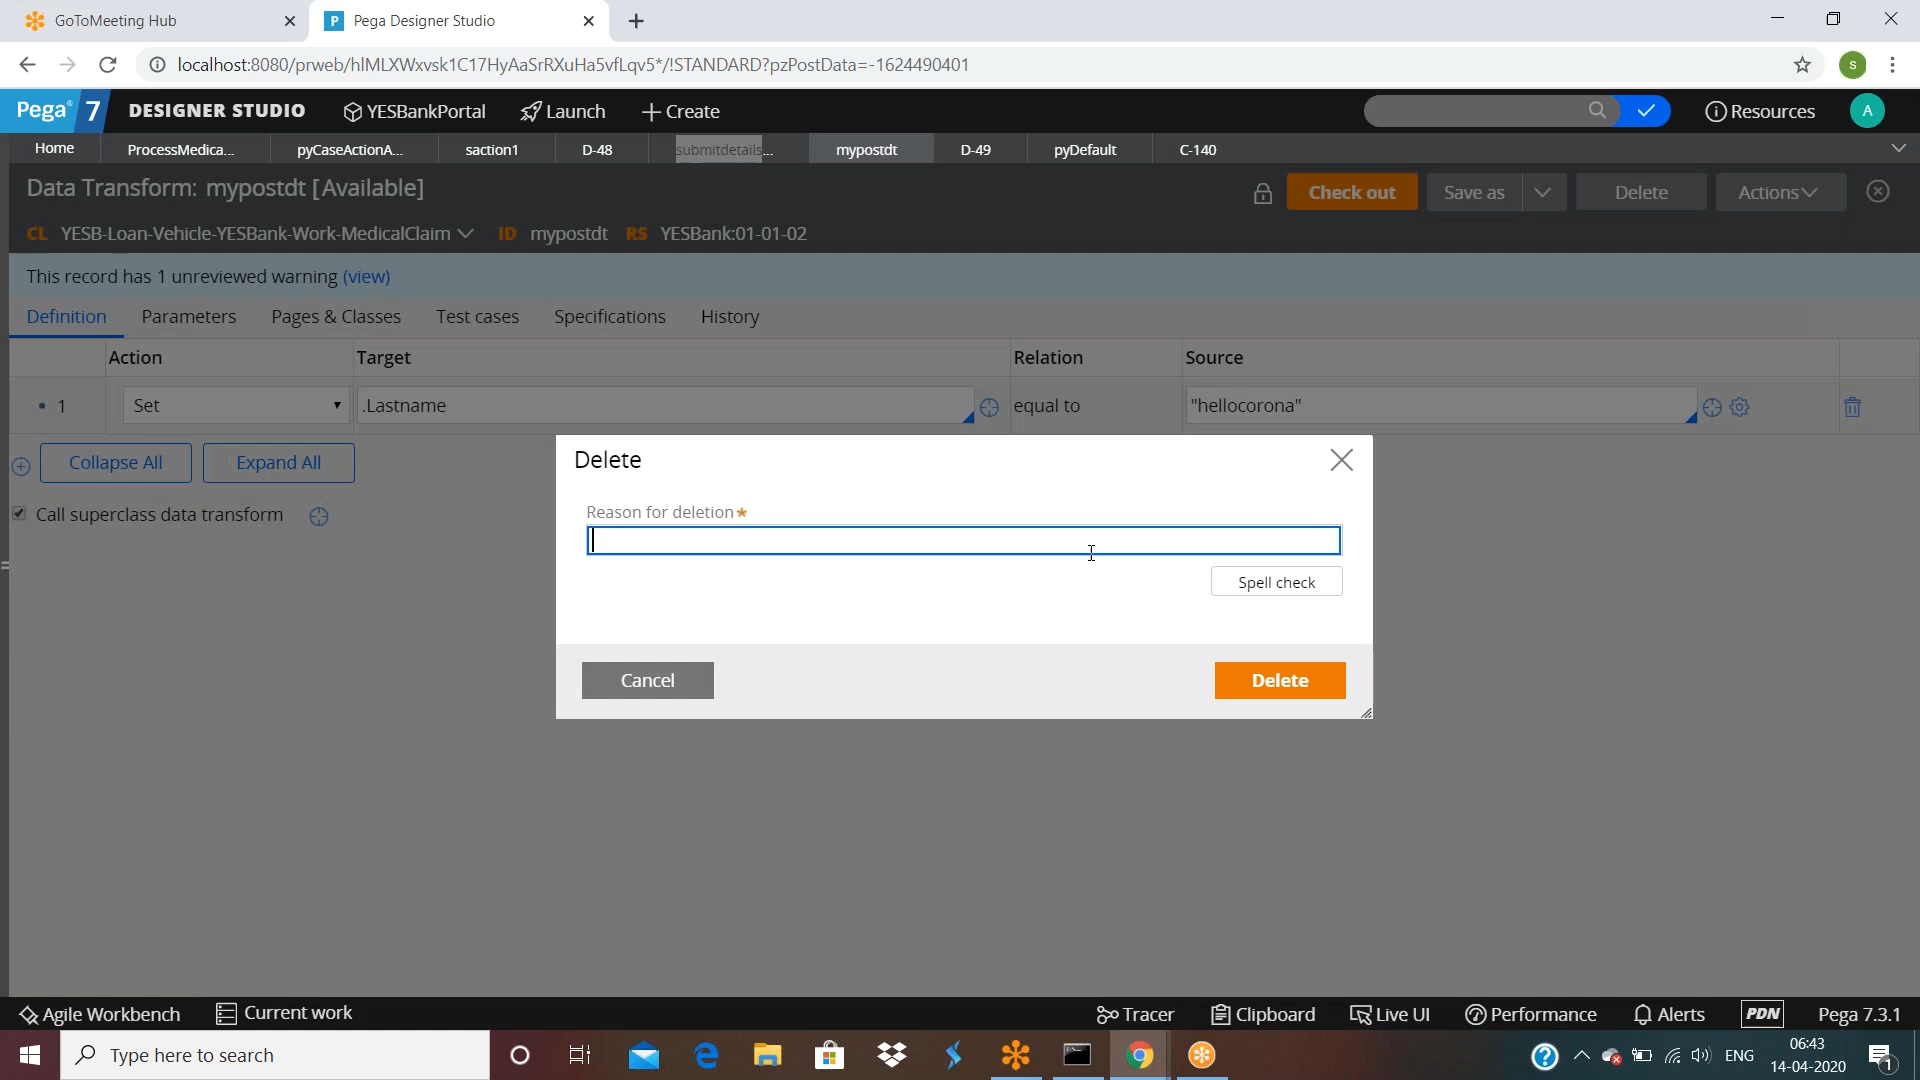 GoToMeeting Hub
P Pega Designer Studio
localhost:8080/prweb/hlMLXWxvsk1C17HyAaSrRXuHa5vfLqv5*/!STANDARD?pzPostData=-1624490401
s
Pega 7 DESIGNER STUDIO YESBankPortal Launch Create Resources A
Home ProcessMedica... pyCaseActionA... saction1 D-48 submitdetails... mypostdt D-49 pyDefault C-140
Data Transform: mypostdt [Available] Check out Save as Delete Actions
CL YESB-Loan-Vehicle-YESBank-Work-MedicalClaim ID mypostdt RS YESBank:01-01-02
This record has 1 unreviewed warning (view)
Definition Parameters Pages & Classes Test cases Specifications History
Action Target Relation Source
1 Set .Lastname equal to "hellocorona"
Collapse All Expand All
Call superclass data transform
Delete
Reason for deletion*
Spell check
Cancel Delete
Agile Workbench Current work Tracer Clipboard Live UI Performance Alerts PDN Pega 7.3.1
Type here to search
ENG
06:43
14-04-2020
1